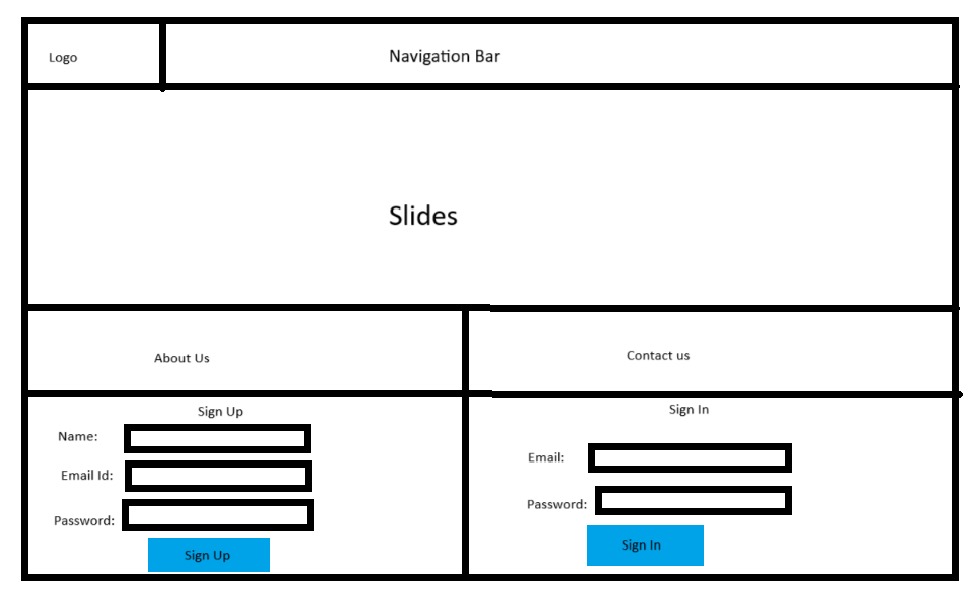 Logo
Navigation Bar
Slides
About Us
Contact us
Sign Up
Name:
Email Id:
Password:
Sign Up
Sign In
Email:
Password:
Sign In